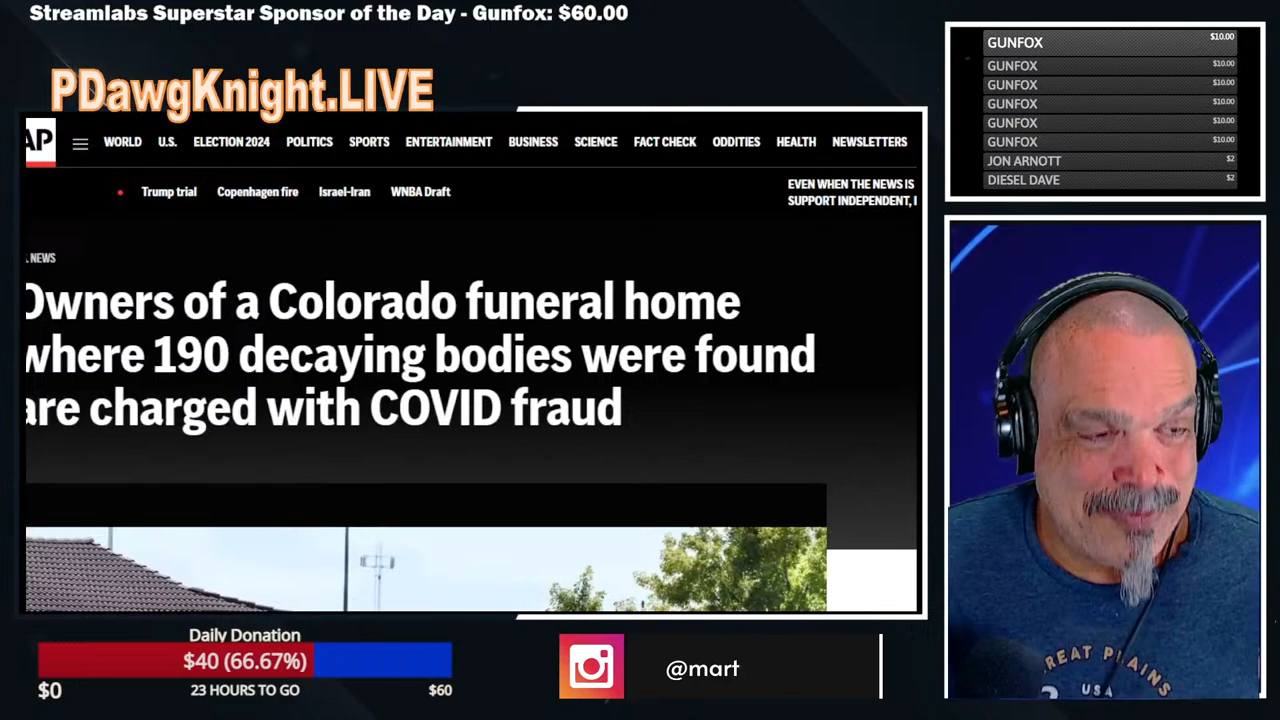 Streamlabs Superstar Sponsor of the Day - Gunfox: $60.00
PDawgKnight.LIVE
AP
WORLD U.S. ELECTION 2024 POLITICS SPORTS ENTERTAINMENT BUSINESS SCIENCE FACT CHECK ODDITIES HEALTH NEWSLETTERS
Trump trial Copenhagen fire Israel-Iran WNBA Draft
EVEN WHEN THE NEWS IS
SUPPORT INDEPENDENT,
. NEWS
Owners of a Colorado funeral home
where 190 decaying bodies were found
are charged with COVID fraud
Daily Donation
$40 (66.67%)
$0 23 HOURS TO GO $60
@mart
GUNFOX $10.00
GUNFOX $10.00
GUNFOX $10.00
GUNFOX $10.00
GUNFOX $10.00
GUNFOX $10.00
JON ARNOTT $2
DIESEL DAVE $2
GREAT PLAINS
USA